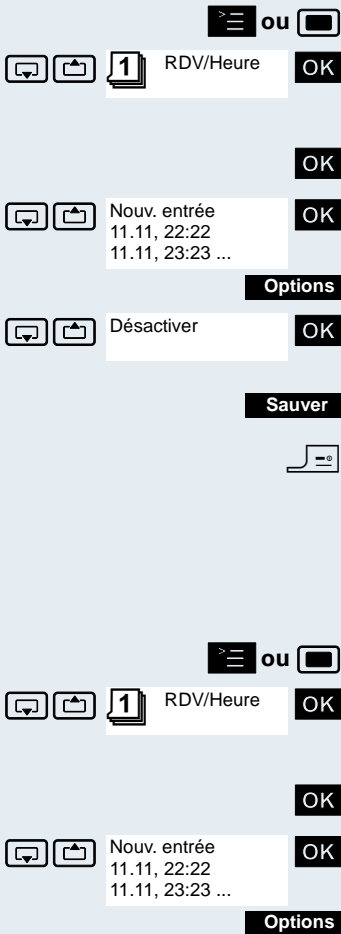 ou
1 RDV/Heure OK
OK
Nouv. entrée OK
11.11, 22:22
11.11, 23:23 ...
Options
Désactiver OK
Sauver
ou
1 RDV/Heure OK
OK
Nouv. entrée OK
11.11, 22:22
11.11, 23:23 ...
Options